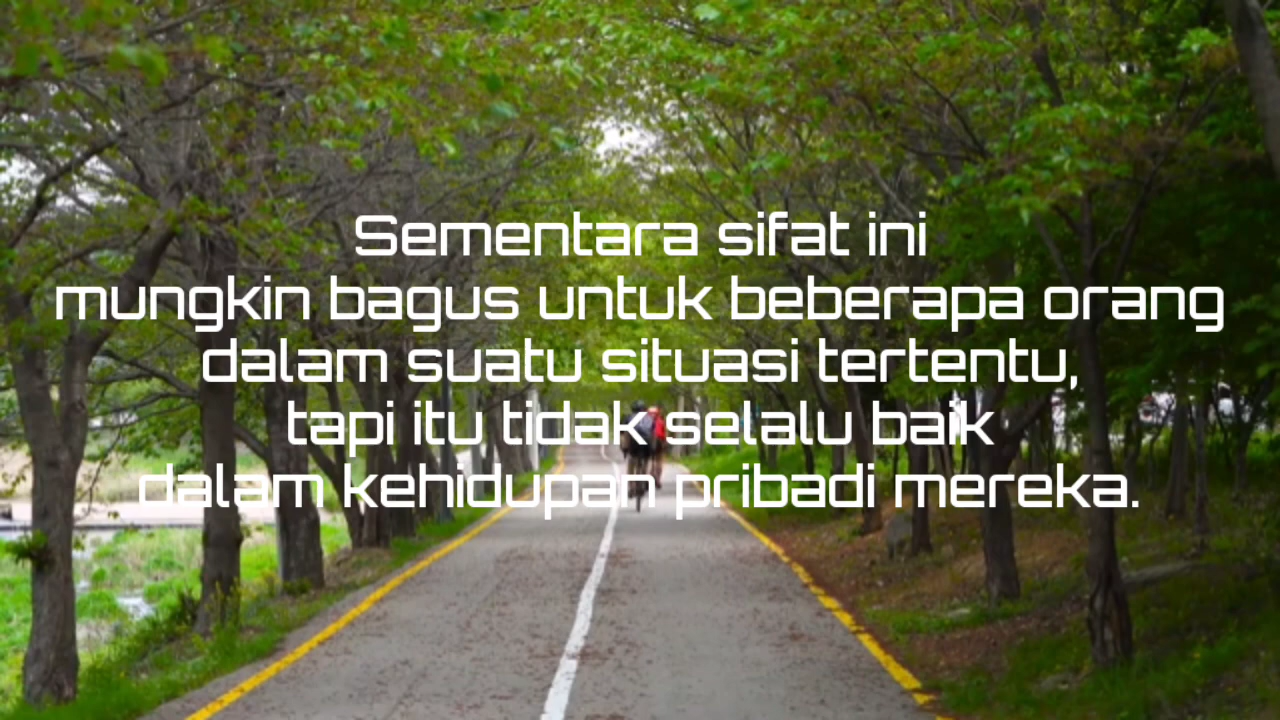 Sementara sifat ini
mungkin bagus untuk beberapa orang
dalam suatu situasi tertentu,
tapi itu tidak selalu baik
dalam kehidupan pribadi mereka.